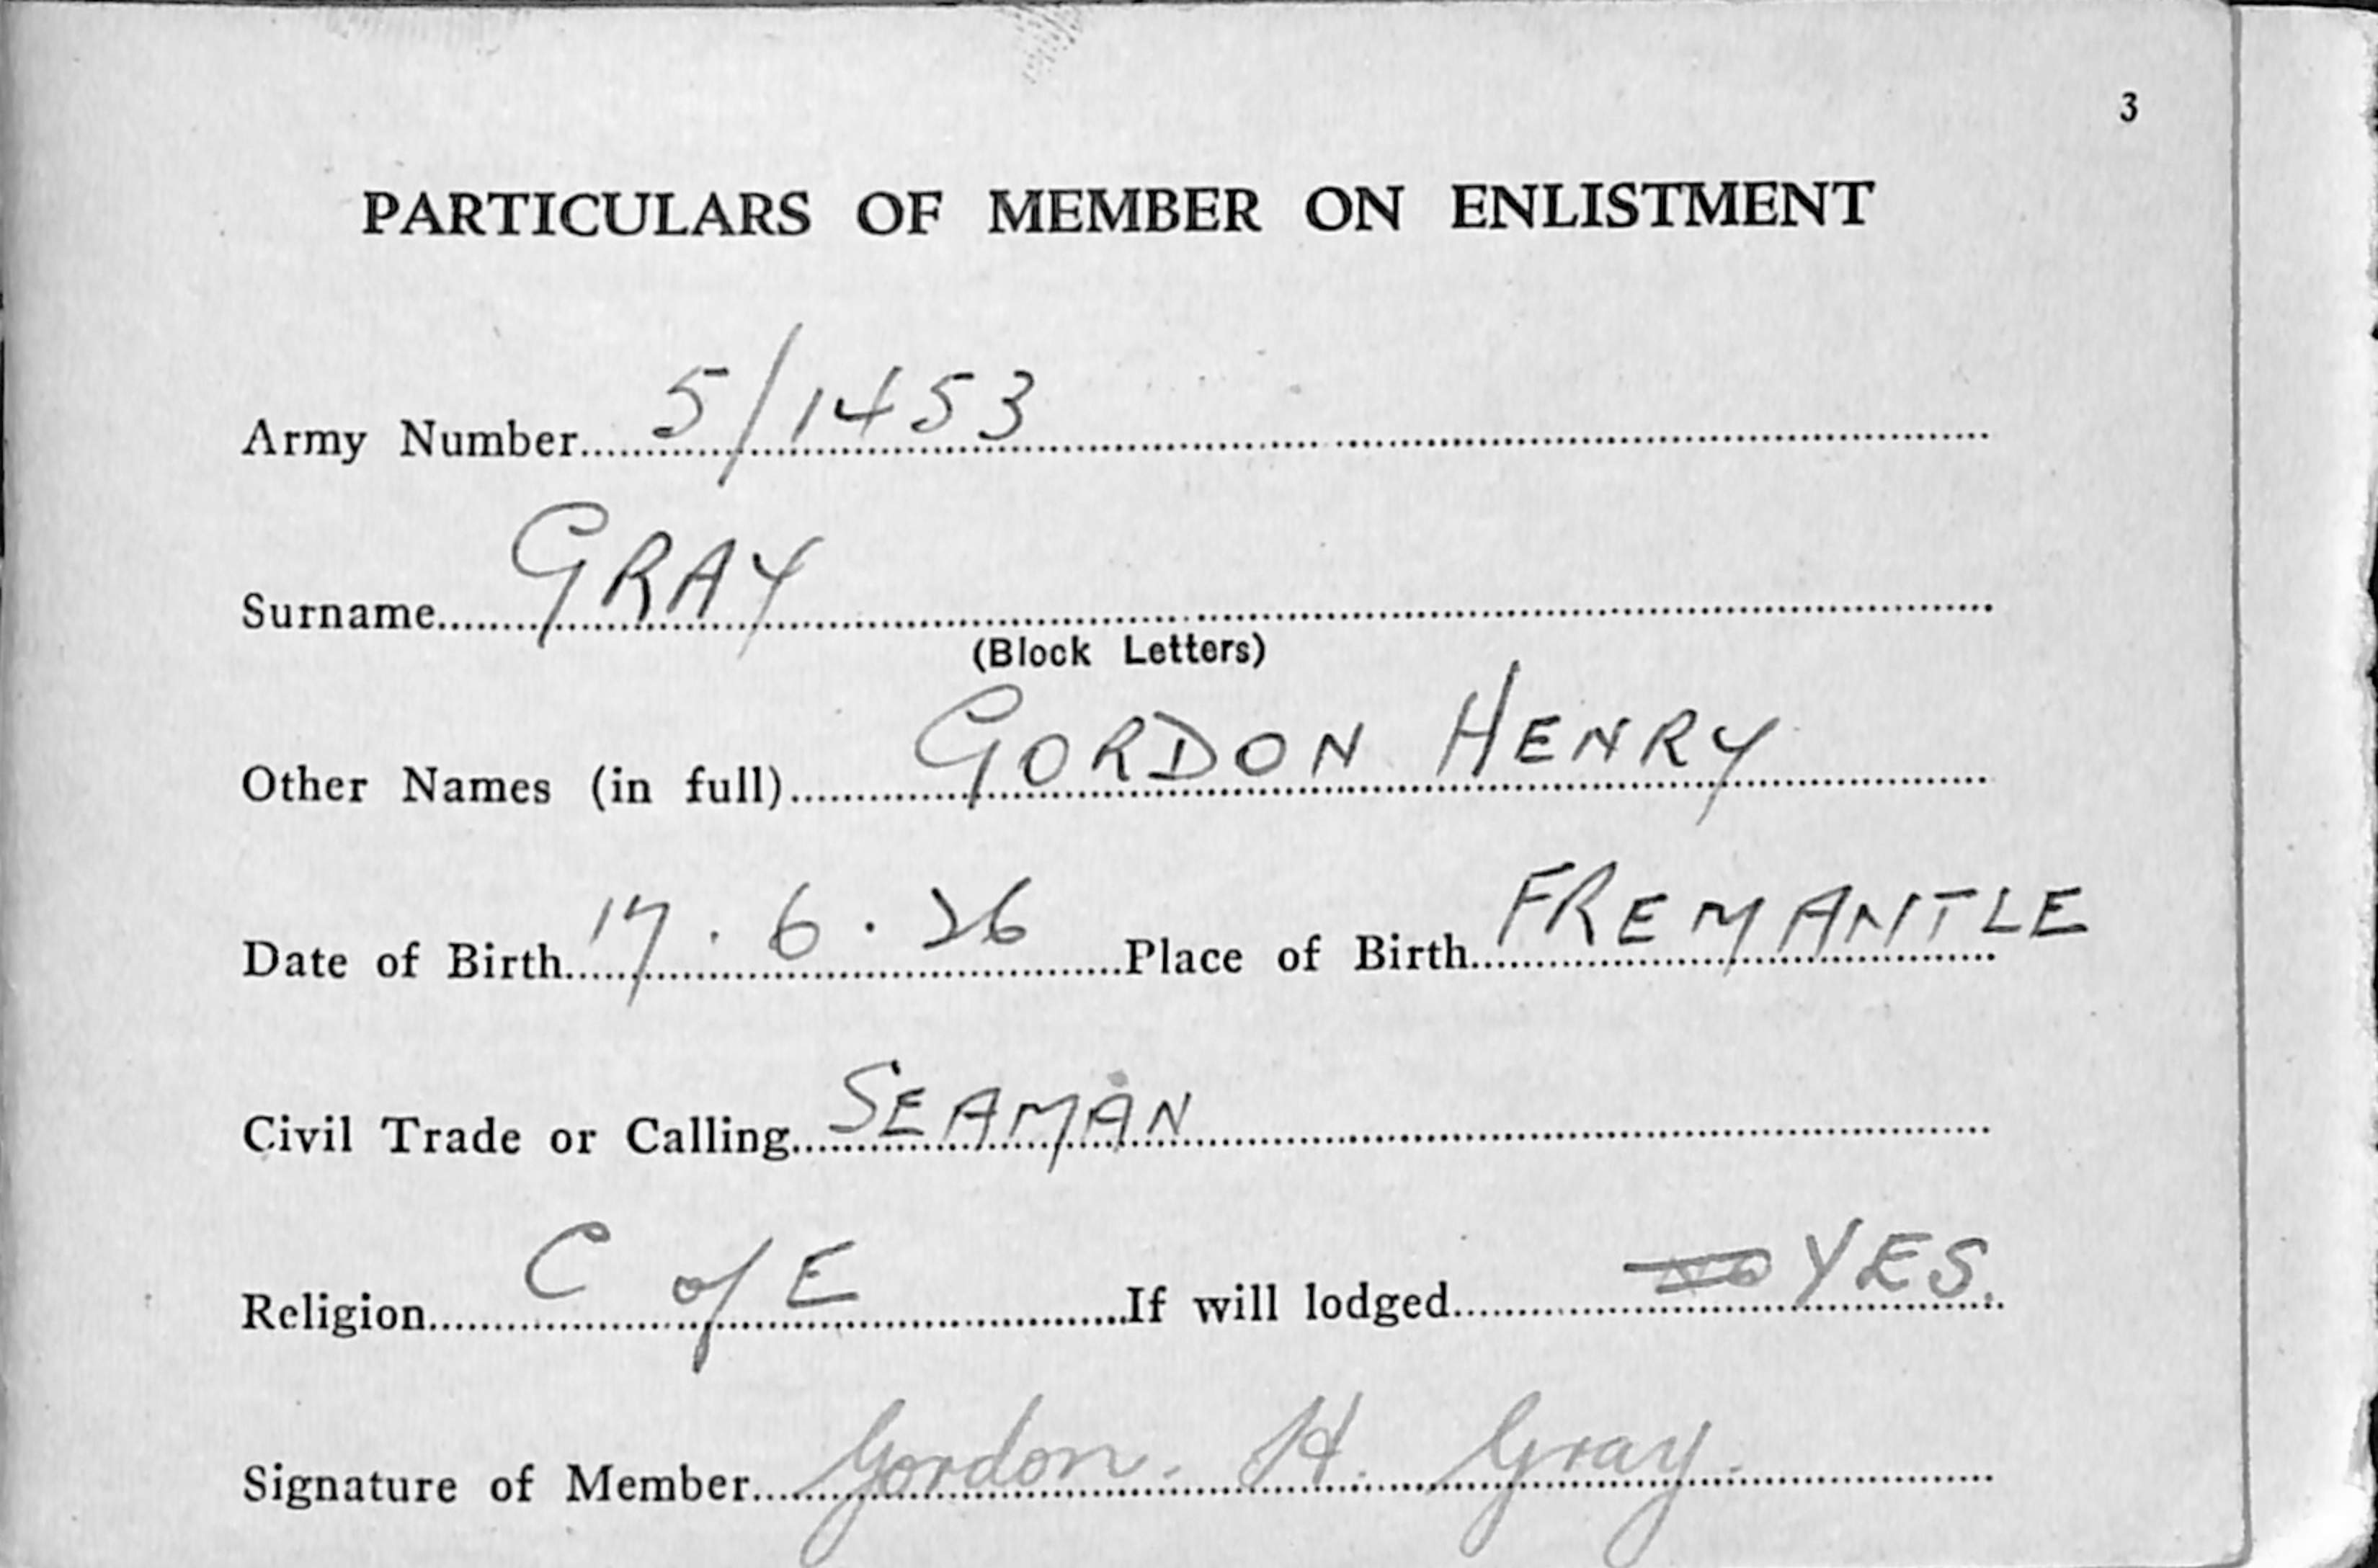 3
PARTICULARS OF MEMBER ON ENLISTMENT
Army Number 5/1453
Surname GRAY
(Block Letters)
Other Names (in full) GORDON HENRY
Date of Birth 17.6.26 Place of Birth FREMANTLE
Civil Trade or Calling SEAMAN
Religion C of E If will lodged NO YES.
Signature of Member Gordon. H. Gray.